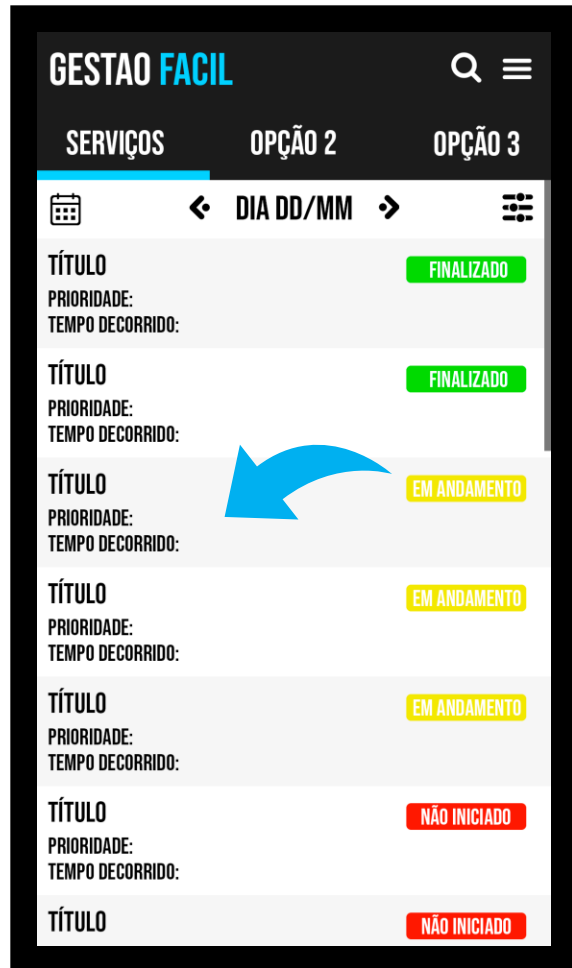 GESTAO FACIL
SERVIÇOS OPÇÃO 2 OPÇÃO 3
DIA DD/MM
TÍTULO FINALIZADO
PRIORIDADE:
TEMPO DECORRIDO:
TÍTULO FINALIZADO
PRIORIDADE:
TEMPO DECORRIDO:
TÍTULO EM ANDAMENTO
PRIORIDADE:
TEMPO DECORRIDO:
TÍTULO EM ANDAMENTO
PRIORIDADE:
TEMPO DECORRIDO:
TÍTULO EM ANDAMENTO
PRIORIDADE:
TEMPO DECORRIDO:
TÍTULO NÃO INICIADO
PRIORIDADE:
TEMPO DECORRIDO:
TÍTULO NÃO INICIADO